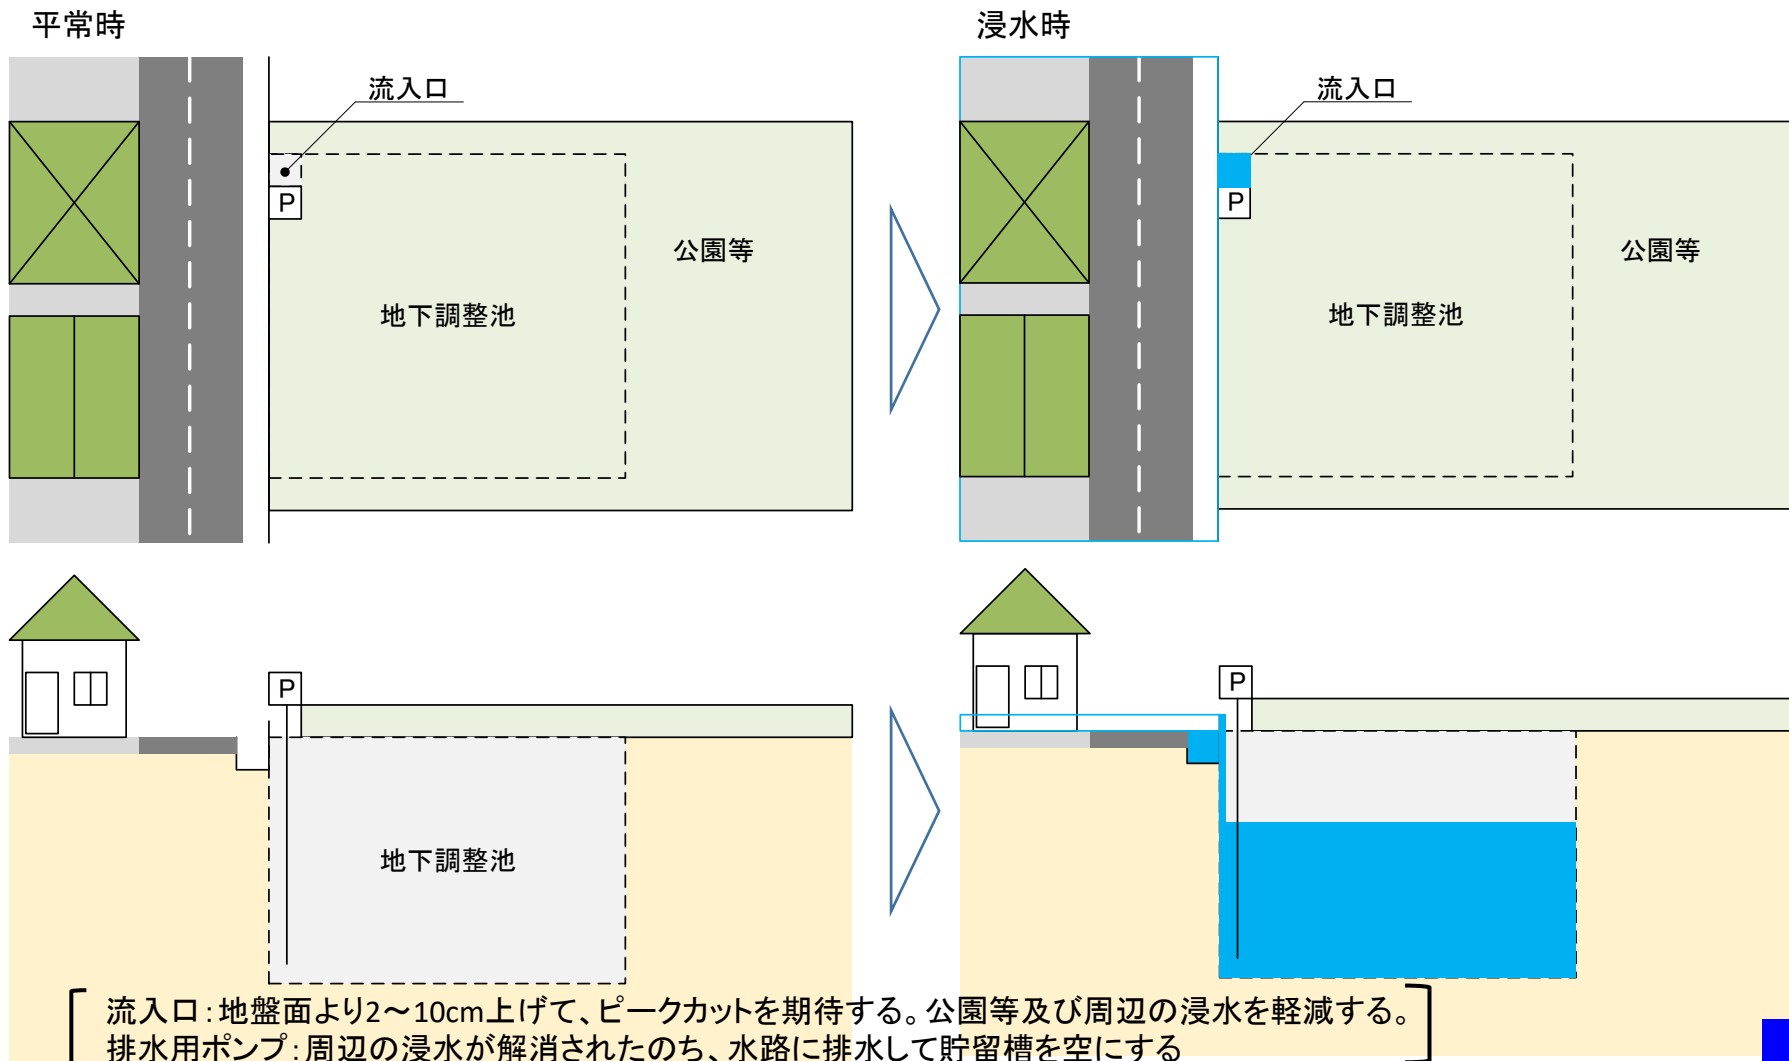 平常時
浸水時
流入口
流入口
P
P
公園等
公園等
地下調整池
地下調整池
P
P
地下調整池
流入口：地盤面より2～10cm上げて、ピークカットを期待する。公園等及び周辺の浸水を軽減する。
排水用ポンプ：周辺の浸水が解消されたのち、水路に排水して貯留槽を空にする